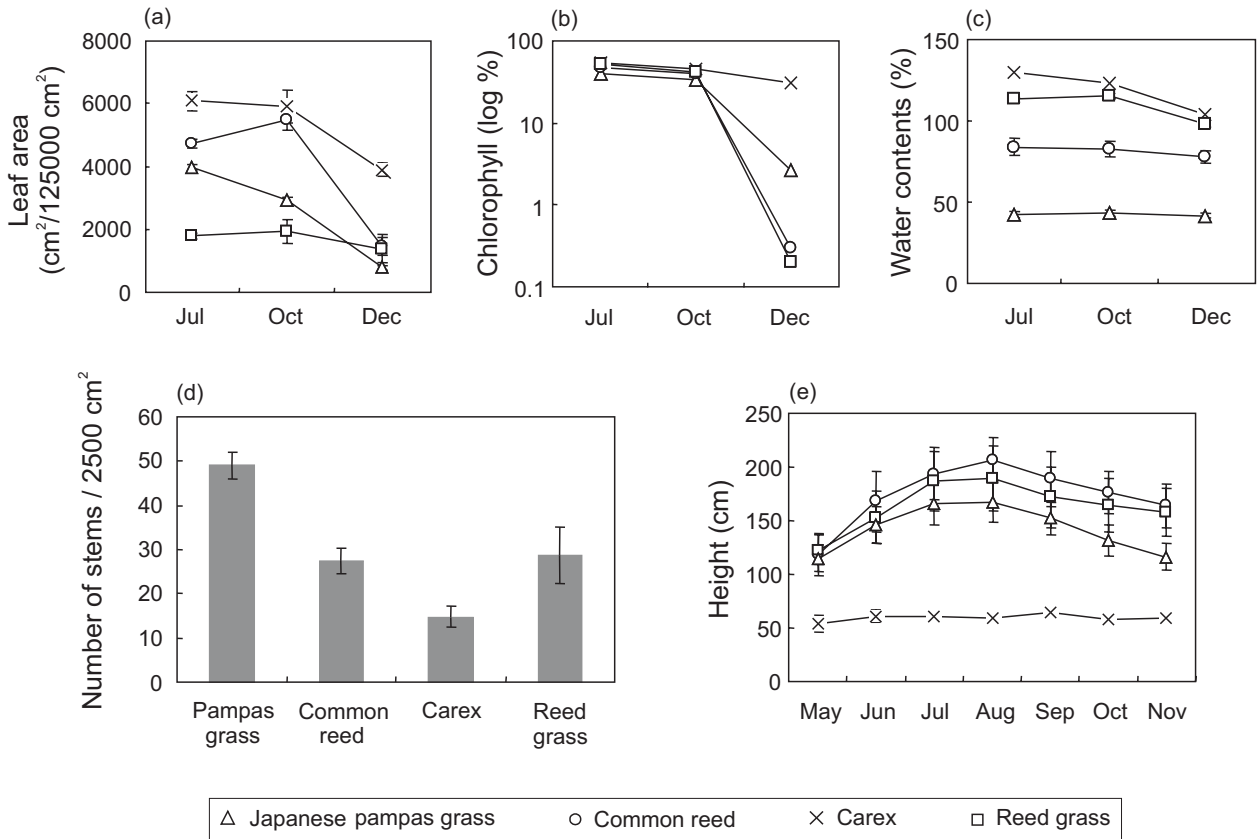 (a)
Leaf area
(cm²/125000 cm²)
8000
6000
4000
2000
0
Jul Oct Dec
(b)
Chlorophyll (log %)
100
10
1
0.1
Jul Oct Dec
(c)
Water contents (%)
150
100
50
0
Jul Oct Dec
(d)
Number of stems / 2500 cm²
60
50
40
30
20
10
0
Pampas grass
Common reed
Carex
Reed grass
(e)
Height (cm)
250
200
150
100
50
0
May Jun Jul Aug Sep Oct Nov
Japanese pampas grass Common reed Carex Reed grass